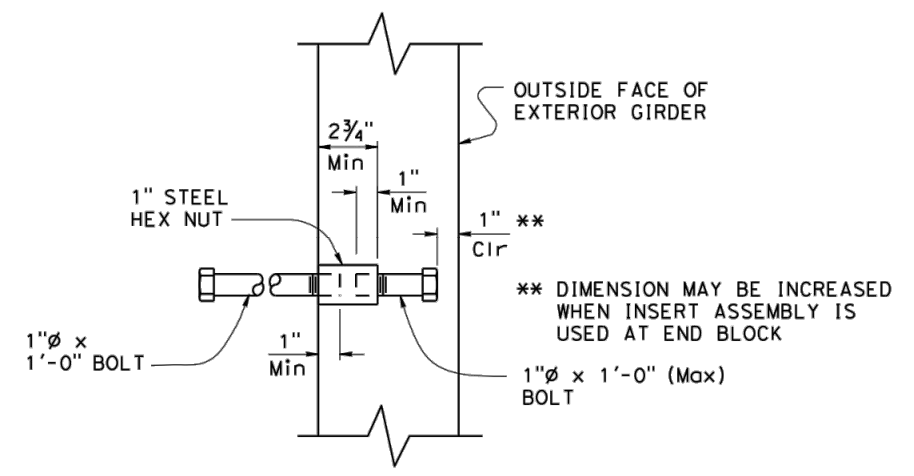 OUTSIDE FACE OF
EXTERIOR GIRDER
2¾"
Min
1"
Min
1" STEEL
HEX NUT
1" **
Clr
** DIMENSION MAY BE INCREASED
WHEN INSERT ASSEMBLY IS
USED AT END BLOCK
1"Ø x
1'-0" BOLT
1"
Min
1"Ø x 1'-0" (Max)
BOLT